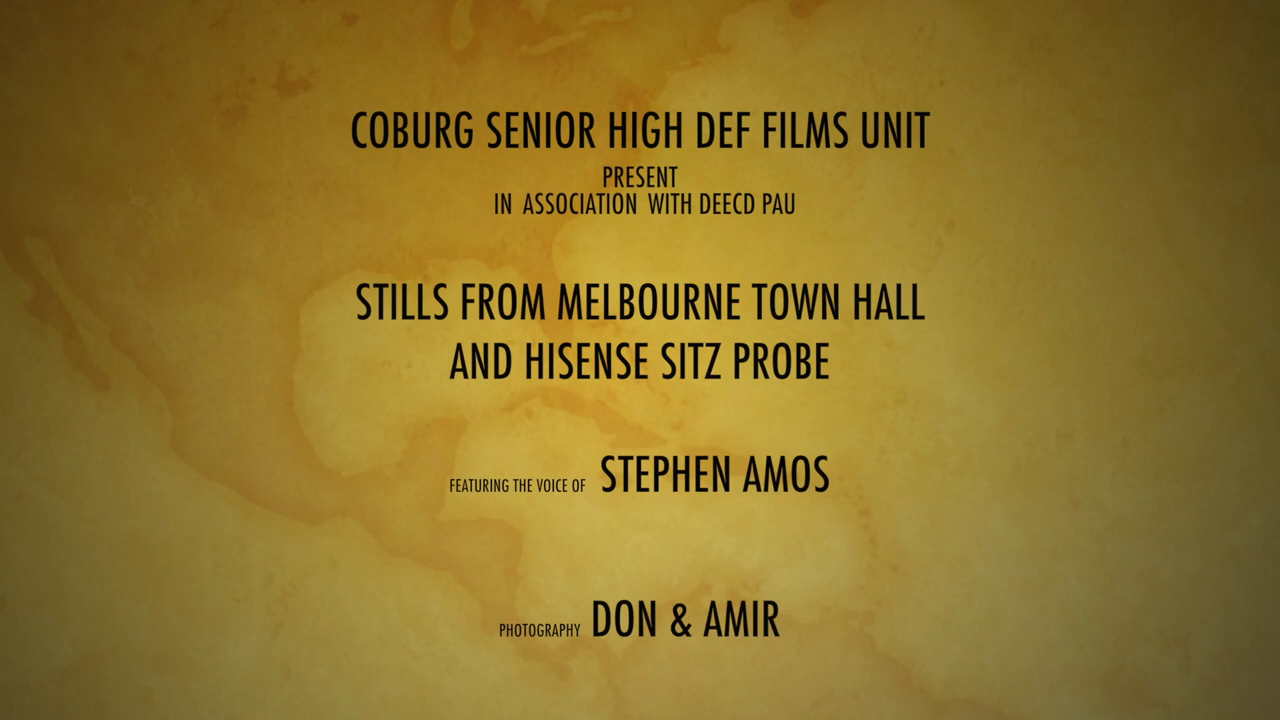 COBURG SENIOR HIGH DEF FILMS UNIT
PRESENT
IN ASSOCIATION WITH DEECD PAU
STILLS FROM MELBOURNE TOWN HALL
AND HISENSE SITZ PROBE
FEATURING THE VOICE OF STEPHEN AMOS
PHOTOGRAPHY DON & AMIR